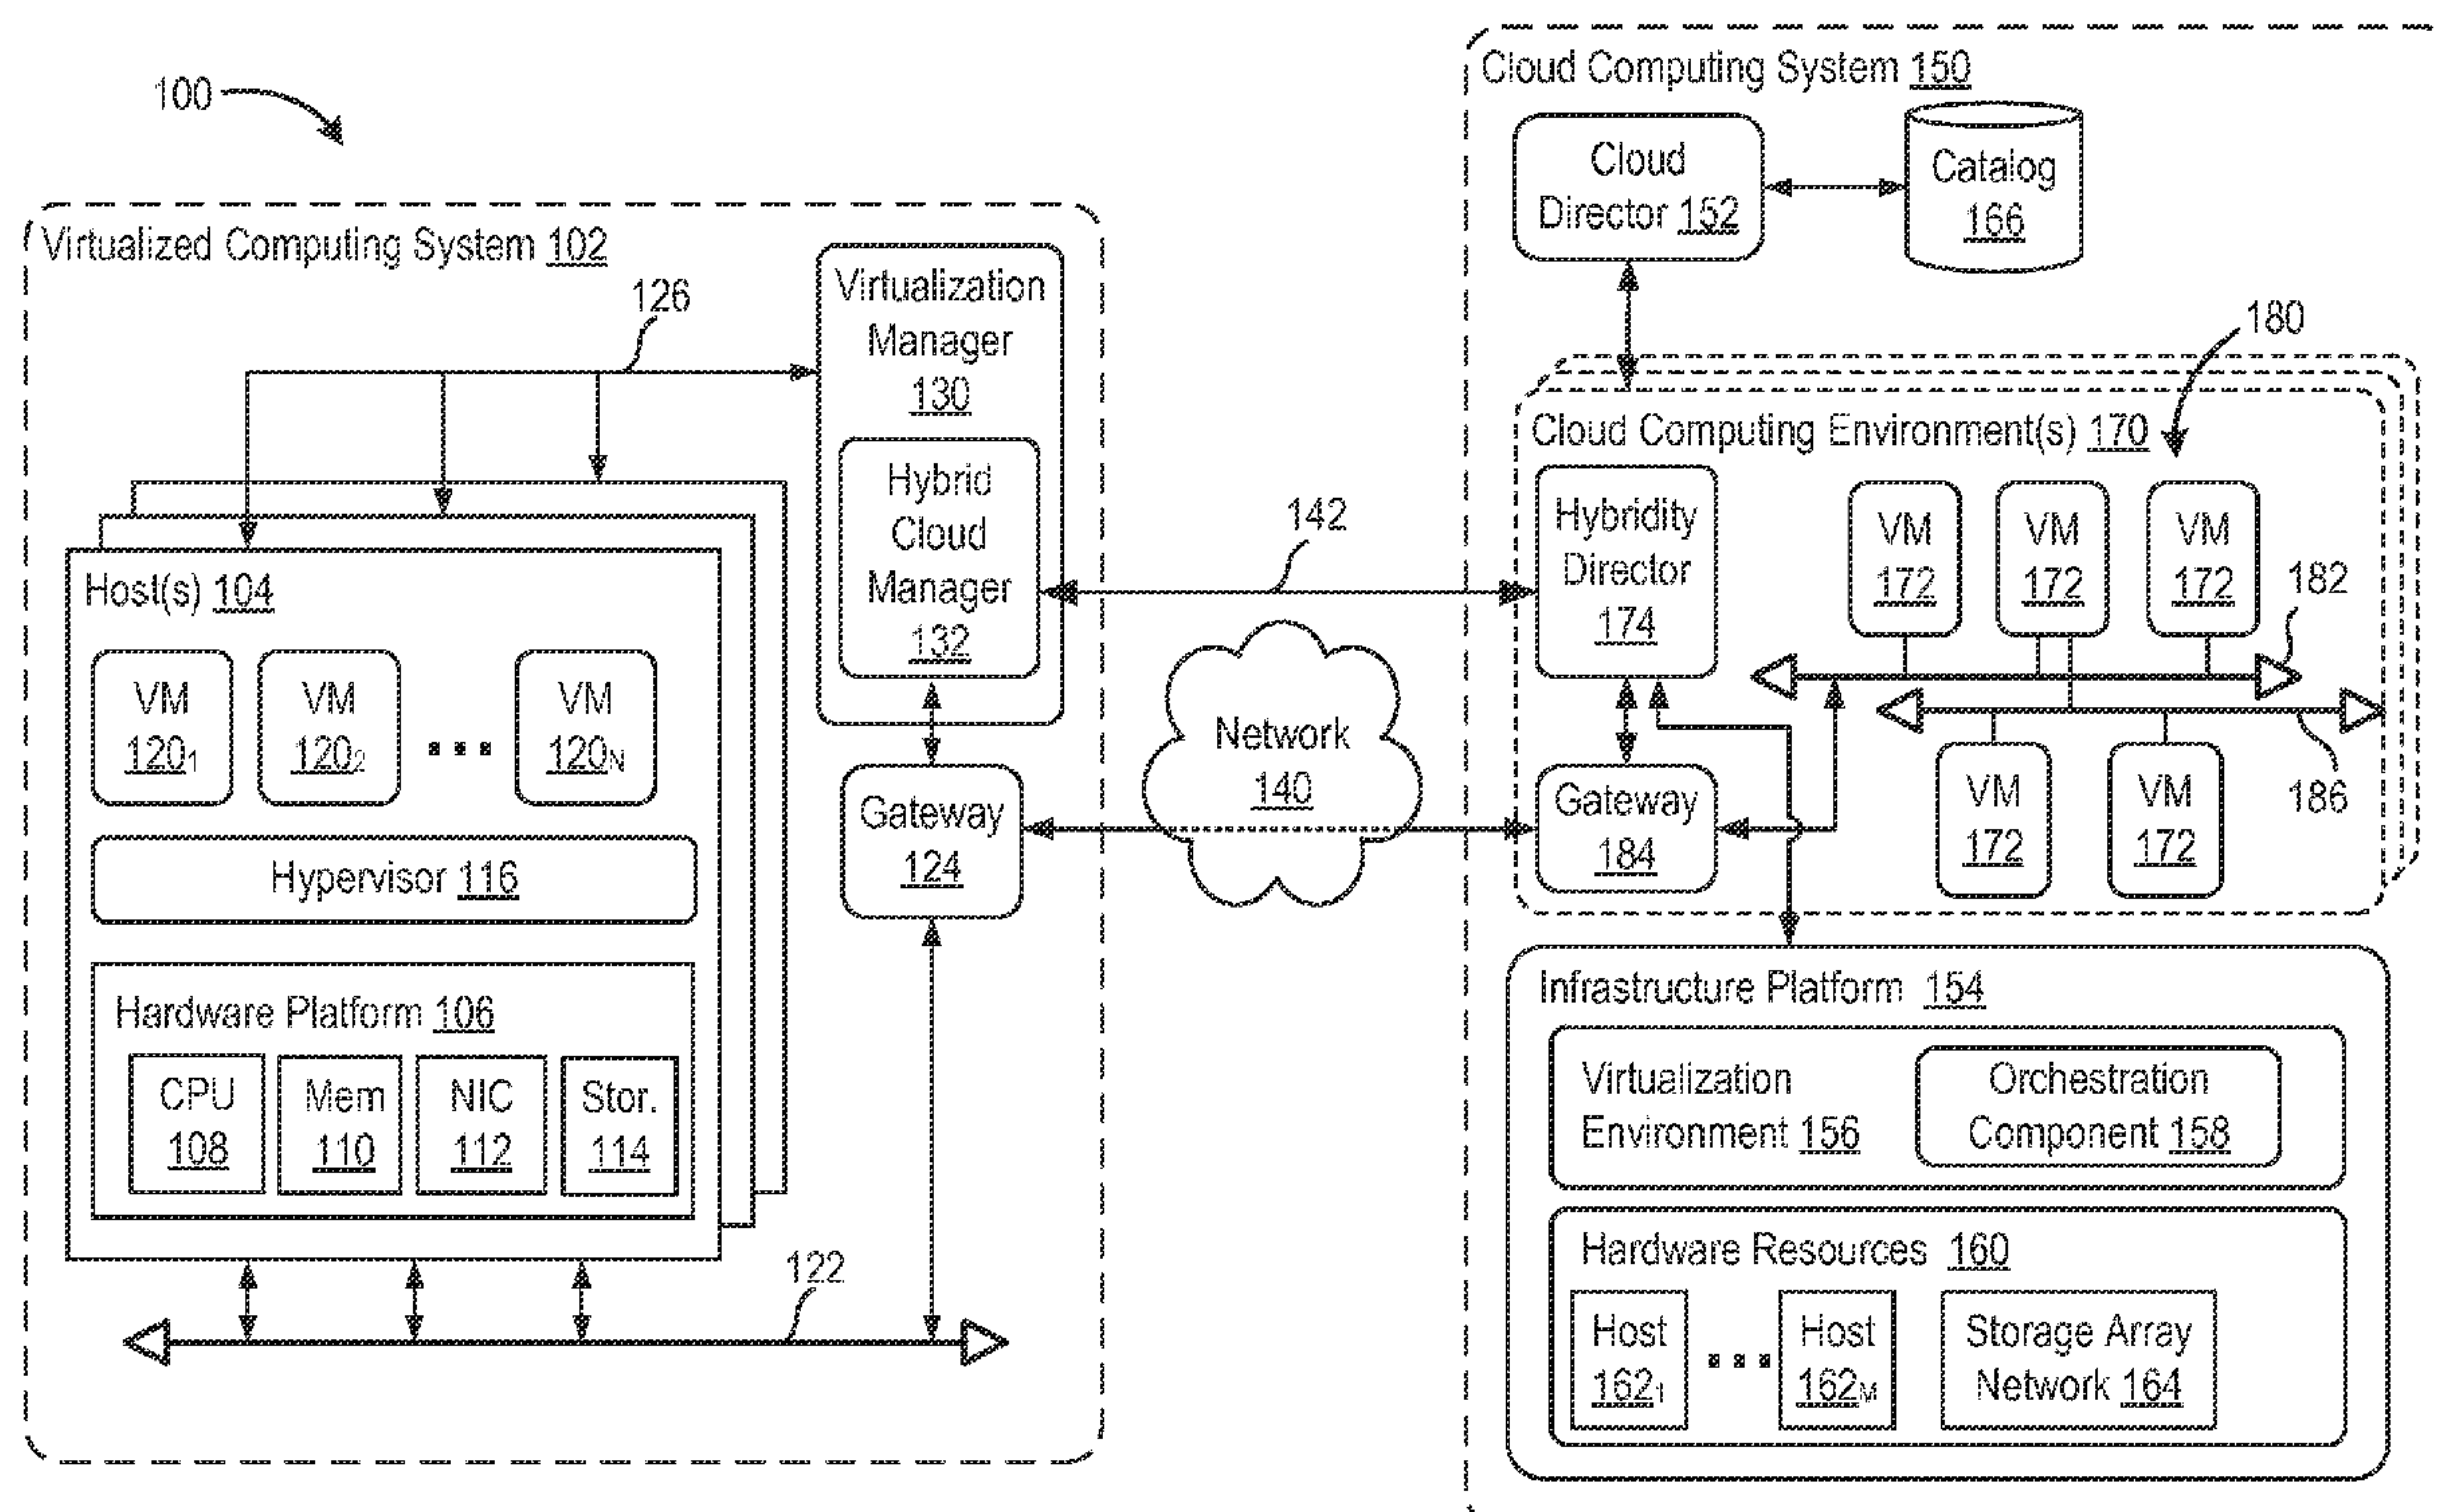 100
Virtualized Computing System 102
126
Virtualization
Manager
130
Hybrid
Cloud
Manager
132
Host(s) 104
VM
120₁
VM
120₂
...
VM
120N
Hypervisor 116
Hardware Platform 106
CPU
108
Mem
110
NIC
112
Stor.
114
Gateway
124
122
142
Network
140
Cloud Computing System 150
Cloud
Director 152
Catalog
166
180
Cloud Computing Environment(s) 170
Hybridity
Director
174
VM
172
VM
172
VM
172
182
Gateway
184
VM
172
VM
172
186
Infrastructure Platform 154
Virtualization
Environment 156
Orchestration
Component 158
Hardware Resources 160
Host
162₁
...
Host
162M
Storage Array
Network 164